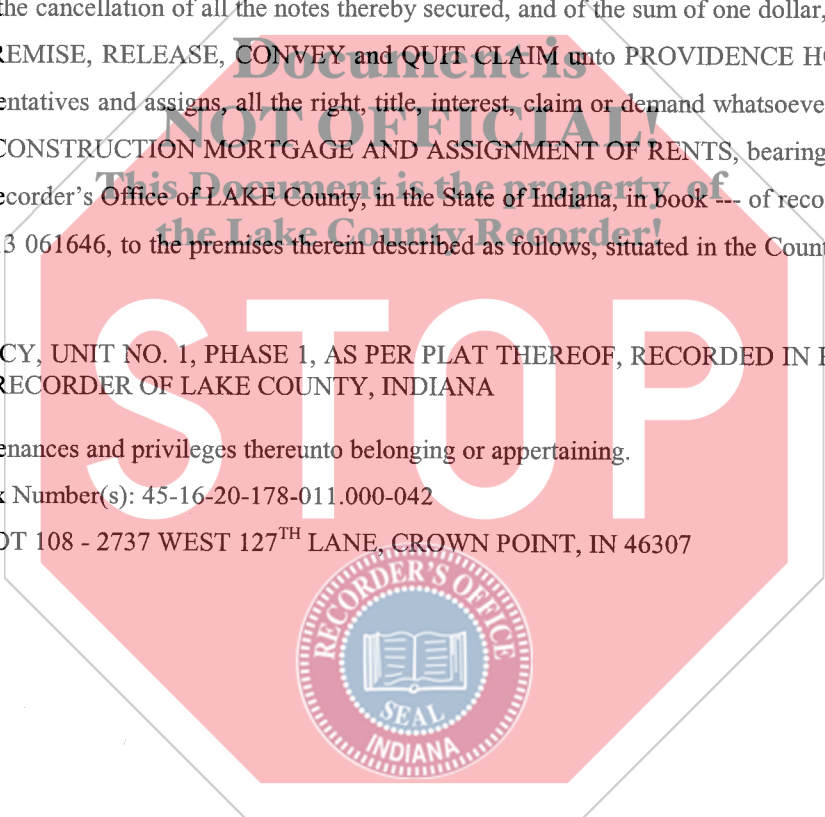 the cancellation of all the notes thereby secured, and of the sum of one dollar,
REMISE, RELEASE, CONVEY and QUIT CLAIM unto PROVIDENCE HO
Document is
entatives and assigns, all the right, title, interest, claim or demand whatsoeve
NOT OFFICIAL!
CONSTRUCTION MORTGAGE AND ASSIGNMENT OF RENTS, bearing
This Document is the property of
ecorder's Office of LAKE County, in the State of Indiana, in book --- of reco
the Lake County Recorder!
3 061646, to the premises therein described as follows, situated in the Coun
STOP
CY, UNIT NO. 1, PHASE 1, AS PER PLAT THEREOF, RECORDED IN
RECORDER OF LAKE COUNTY, INDIANA
enances and privileges thereunto belonging or appertaining.
x Number(s): 45-16-20-178-011.000-042
OT 108 - 2737 WEST 127TH LANE, CROWN POINT, IN 46307
RECORDER'S OFFICE
SEAL
INDIANA